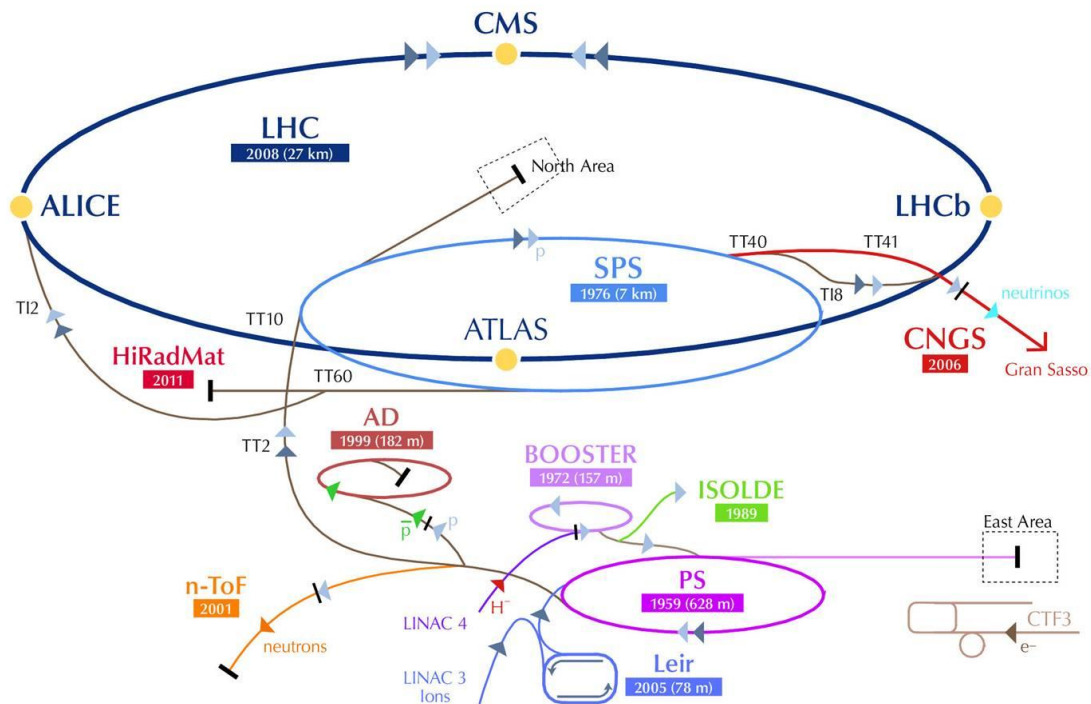 CMS
LHC
2008 (27 km)
North Area
ALICE
LHCb
TT40
TT41
p
SPS
1976 (7 km)
TI2
TI8
neutrinos
TT10
ATLAS
CNGS
2006
HiRadMat
2011
Gran Sasso
TT60
AD
1999 (182 m)
TT2
BOOSTER
1972 (157 m)
ISOLDE
1989
p
p̅
East Area
n-ToF
2001
PS
1959 (628 m)
H⁻
LINAC 4
neutrons
CTF3
e–
LINAC 3
Ions
Leir
2005 (78 m)